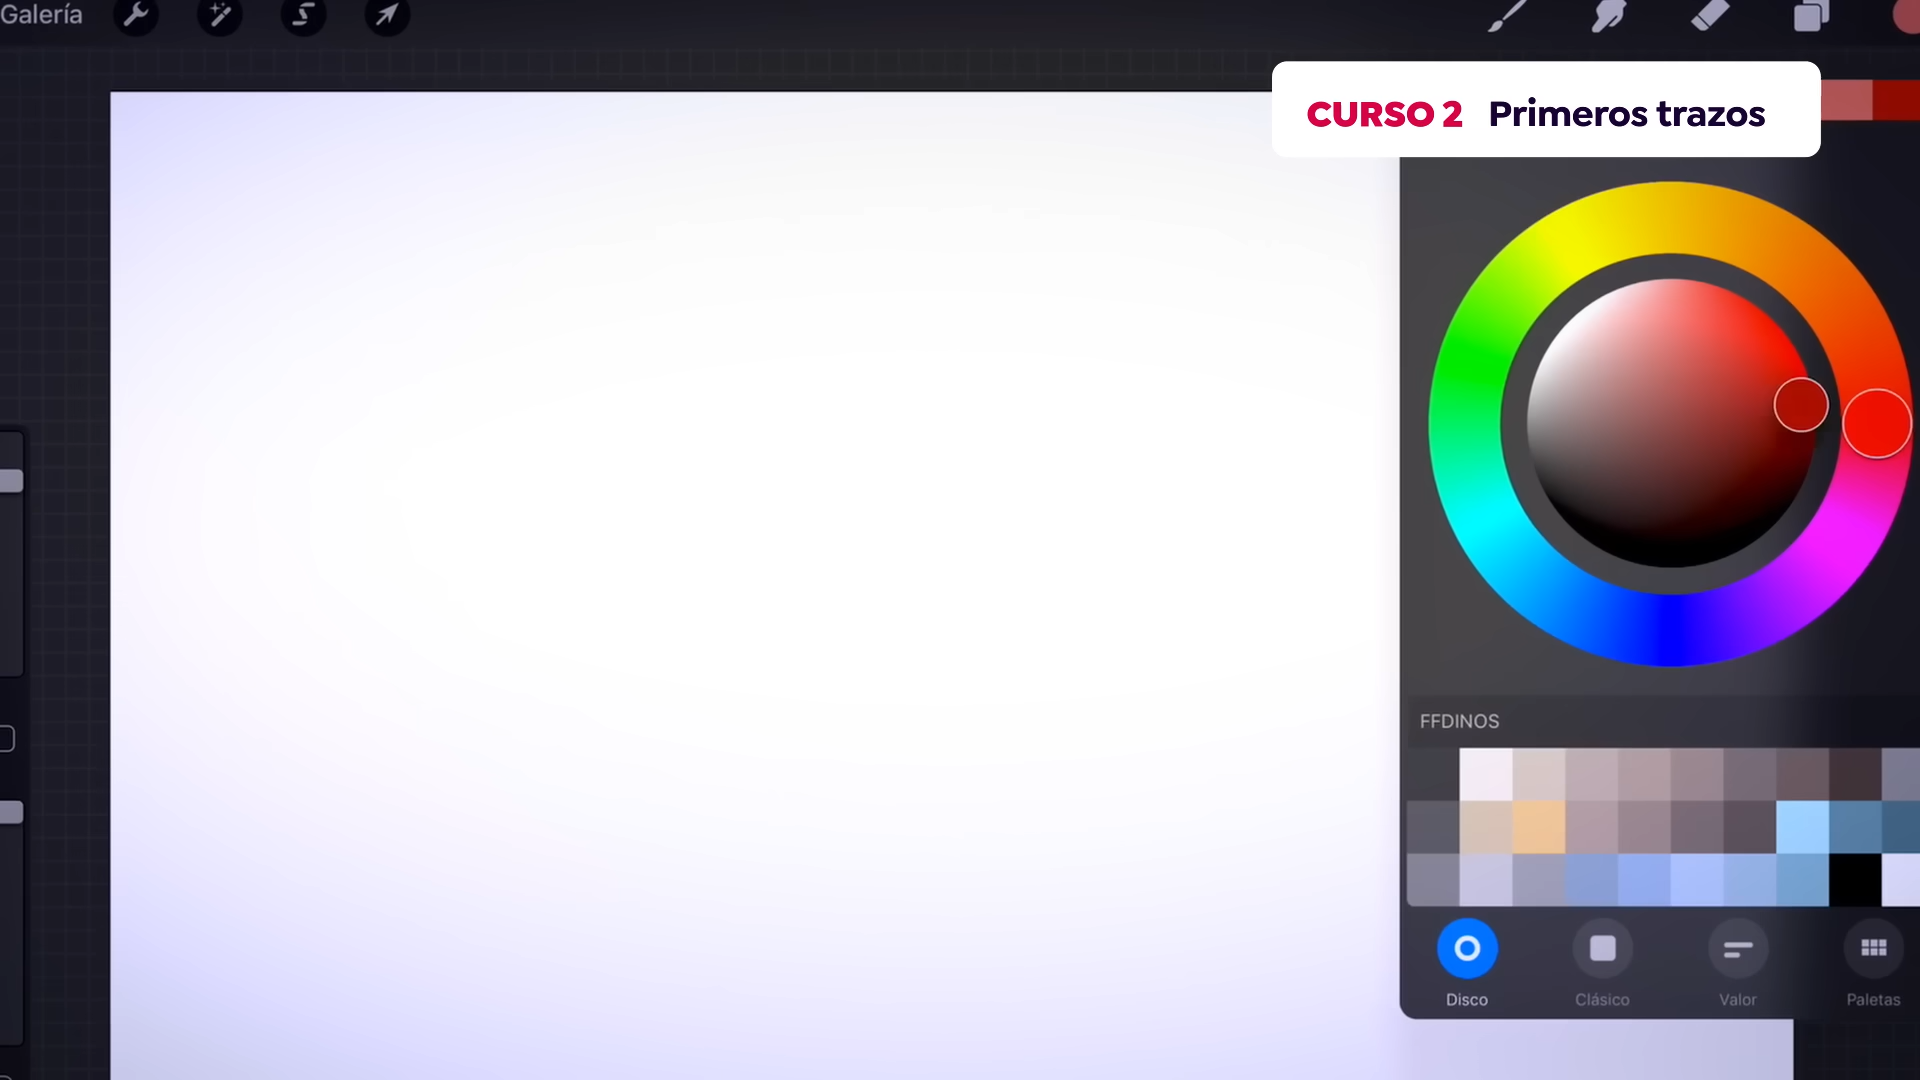 Galería
CURSO 2 Primeros trazos
FFDINOS
Disco
Clásico
Valor
Paletas